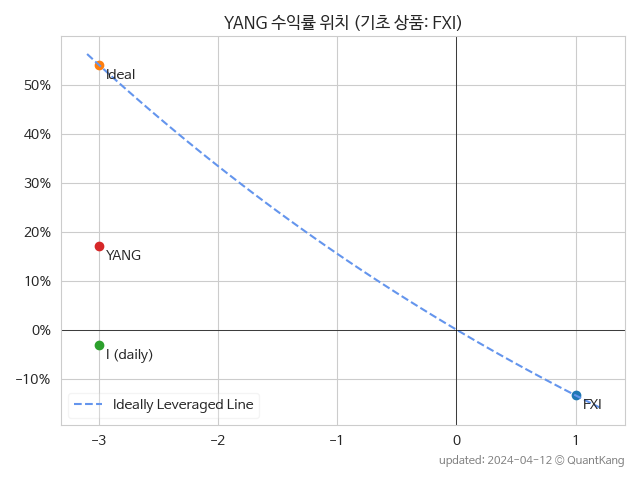 YANG 수익률 위치 (기초 상품: FXI)
50%
40%
30%
20%
10%
0%
−10%
Ideal
YANG
I (daily)
FXI
Ideally Leveraged Line
−3
−2
−1
0
1
updated: 2024-04-12 © QuantKang